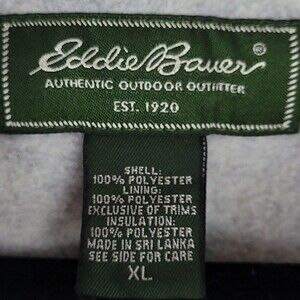 Eddie Bauer®
AUTHENTIC OUTDOOR OUTFITTER
EST. 1920
SHELL:
100% POLYESTER
LINING:
100% POLYESTER
EXCLUSIVE OF TRIMS
INSULATION:
100% POLYESTER
MADE IN SRI LANKA
SEE SIDE FOR CARE
XL